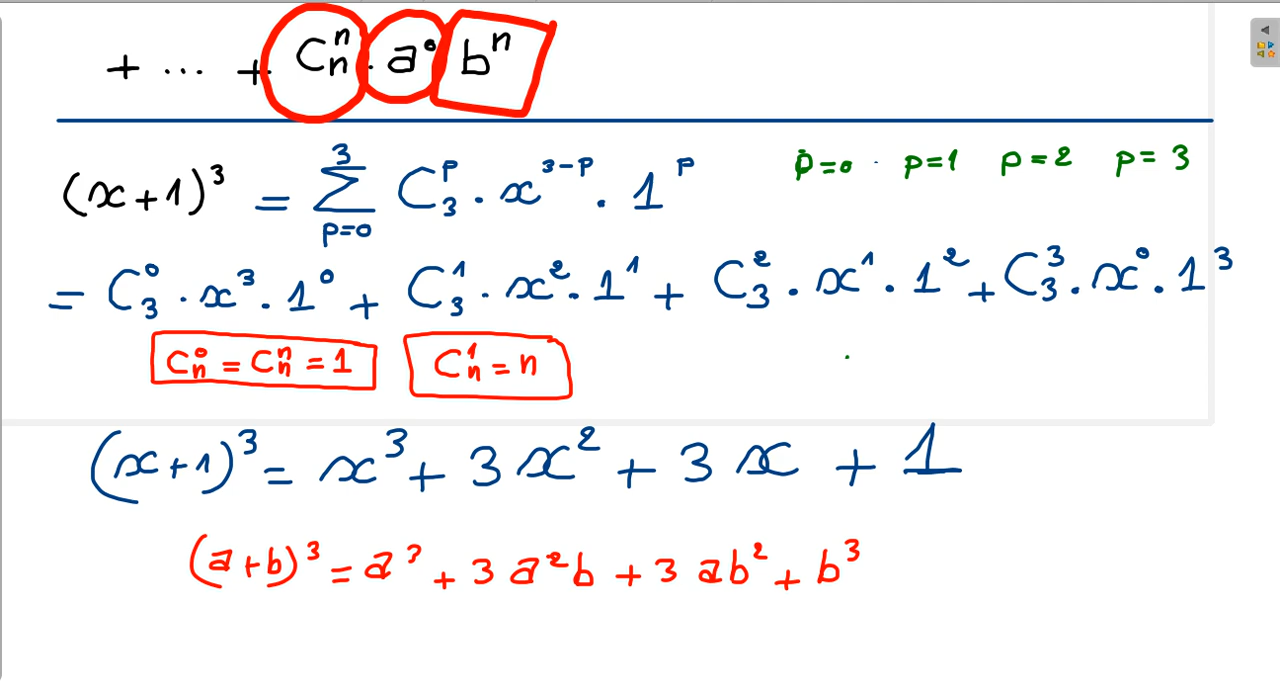 + ... + Cₙⁿ · a⁰ bⁿ
(x+1)³ = ∑_{p=0}^{3} C₃ᵖ · x³⁻ᵖ · 1ᵖ p=0 · p=1 p=2 p=3
= C₃⁰ · x³ · 1⁰ + C₃¹ · x² · 1¹ + C₃² · x¹ · 1² + C₃³ · x⁰ · 1³
Cₙ⁰ = Cₙⁿ = 1 Cₙ¹ = n
(x+1)³ = x³ + 3x² + 3x + 1
(a+b)³ = a³ + 3a²b + 3ab² + b³